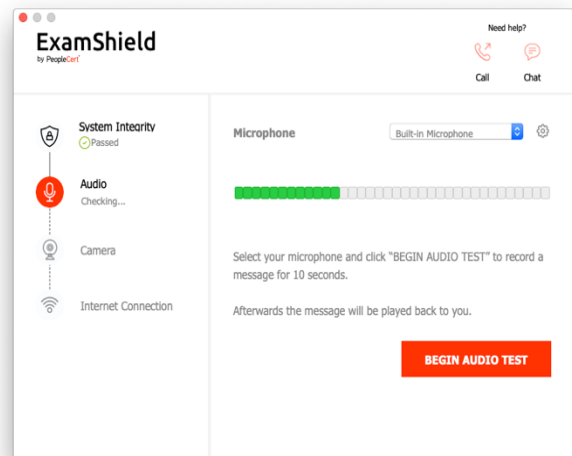 ExamShield
by PeopleCert
Need help?
Call
Chat
System Integrity
Passed
Audio
Checking...
Camera
Internet Connection
Microphone
Built-in Microphone
Select your microphone and click "BEGIN AUDIO TEST" to record a
message for 10 seconds.
Afterwards the message will be played back to you.
BEGIN AUDIO TEST